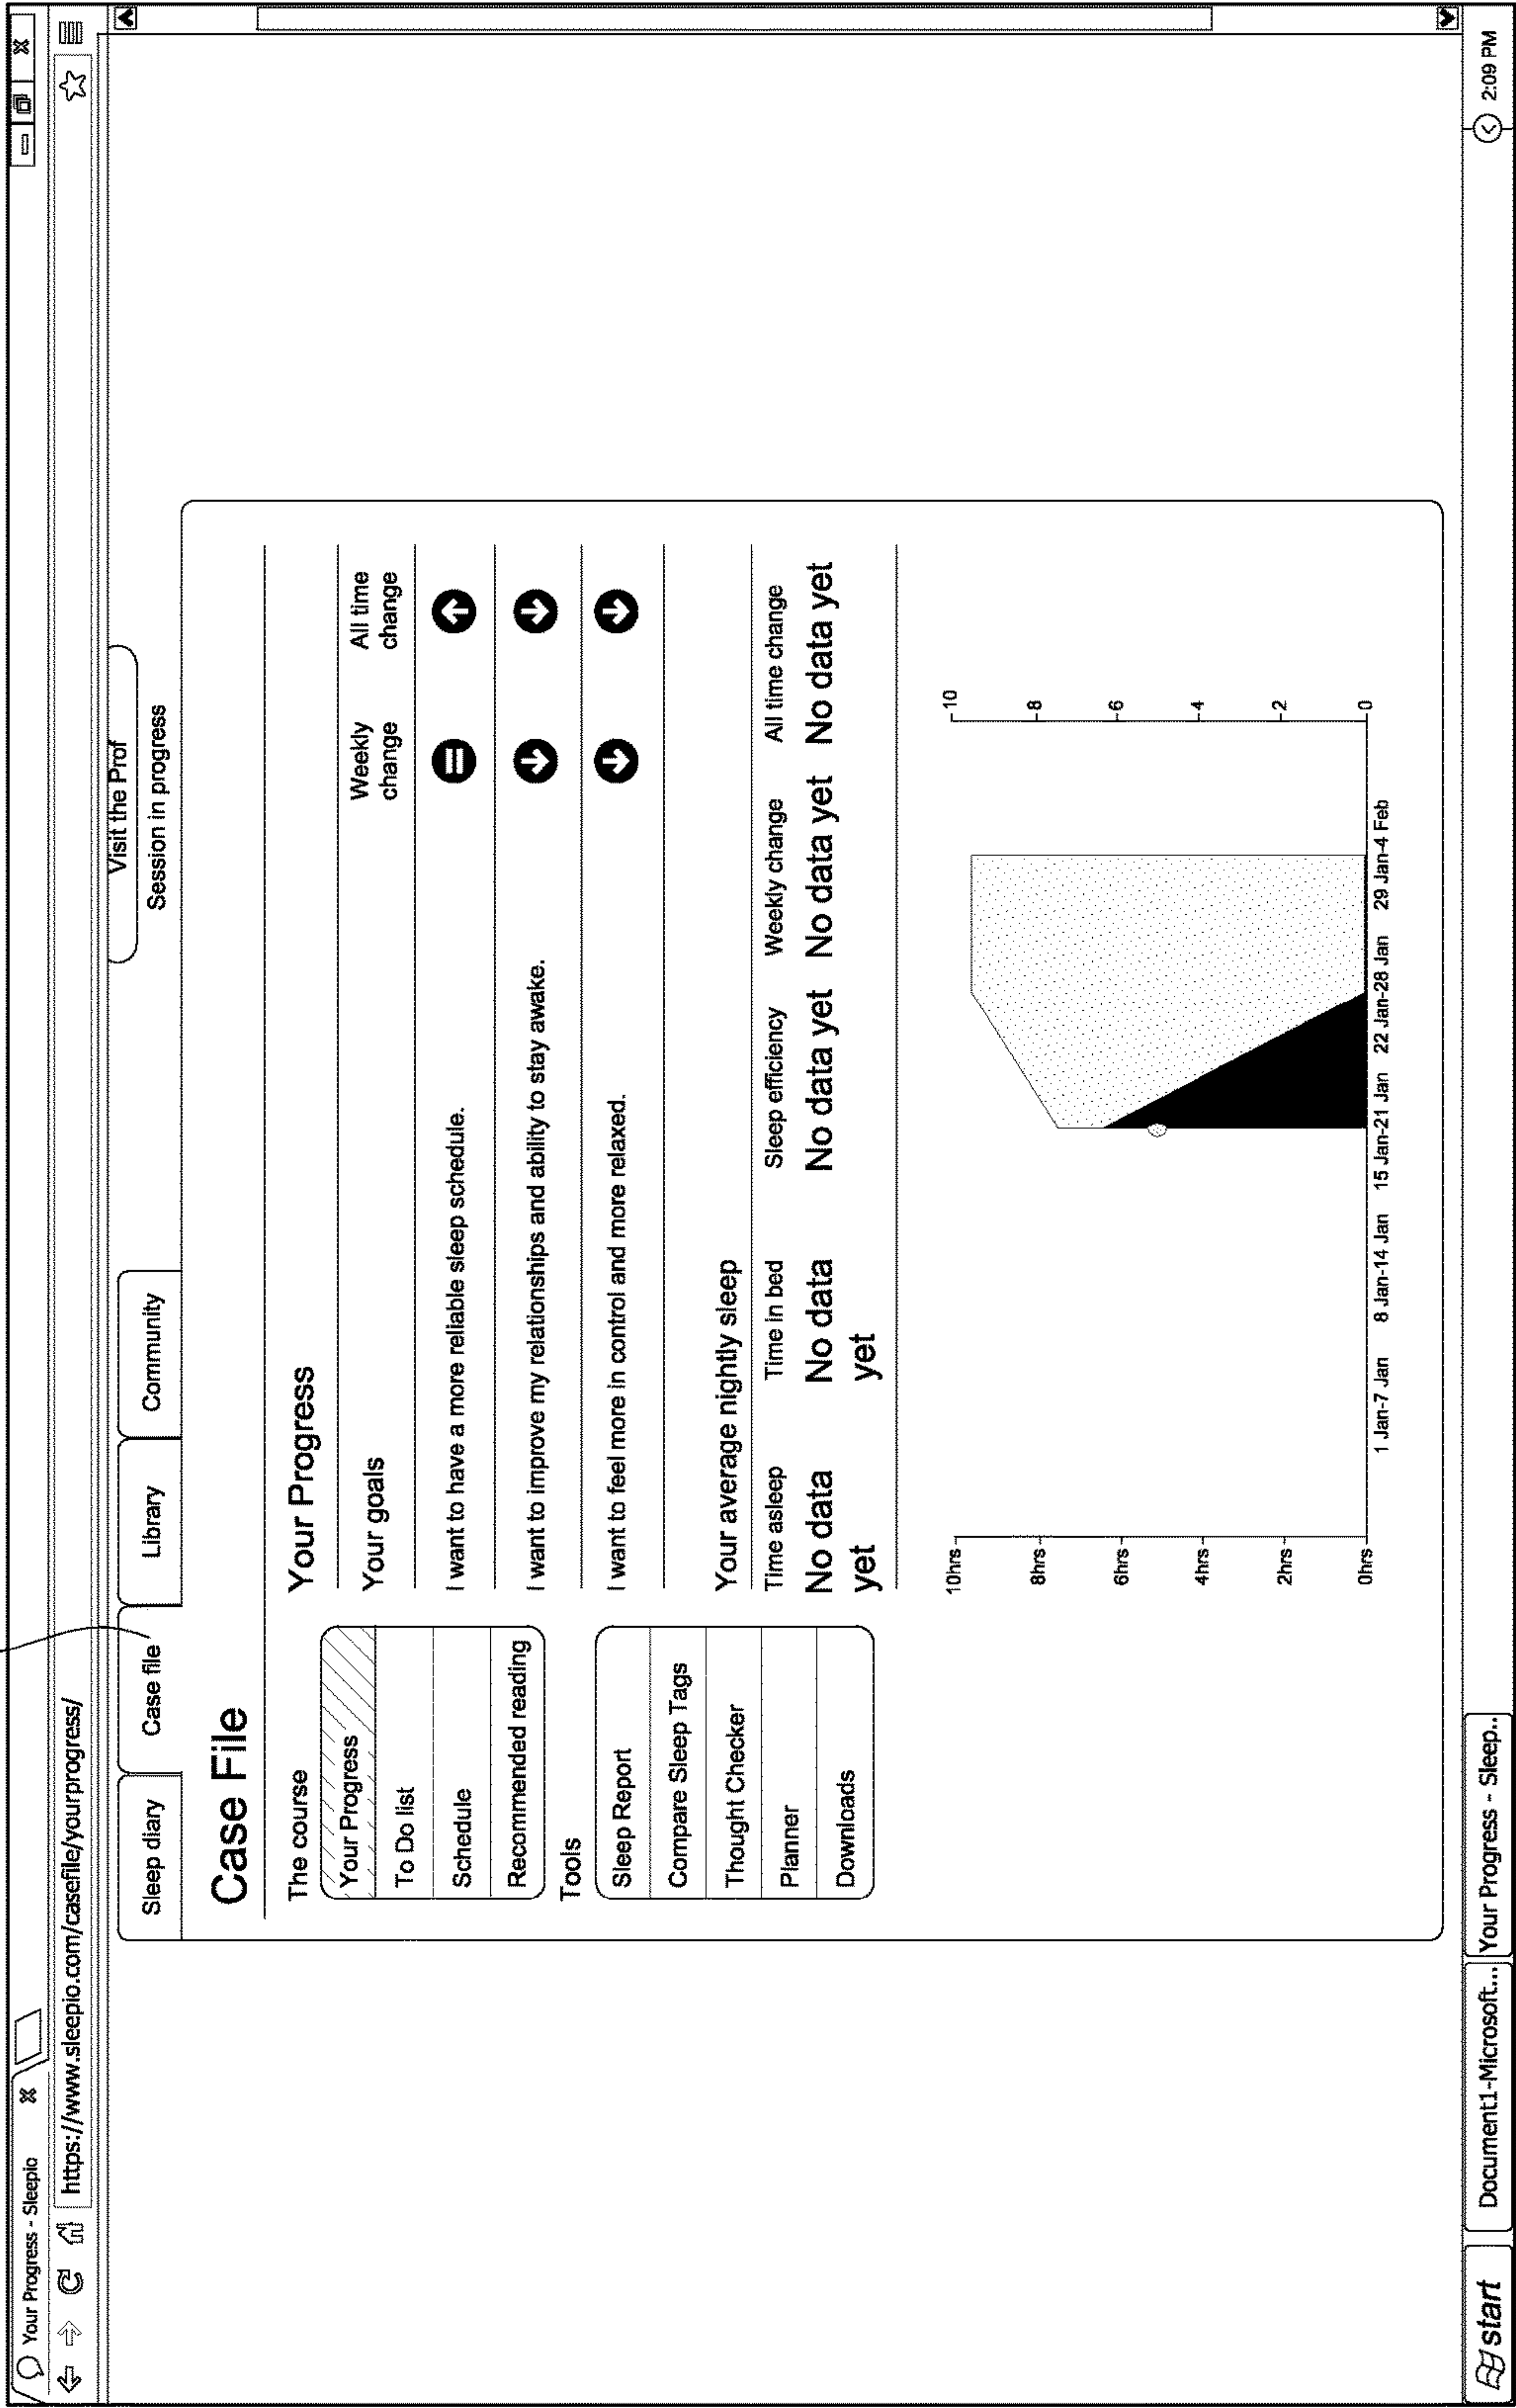 Your Progress - Sleepio
https://www.sleepio.com/casefile/yourprogress/
Visit the Prof
Session in progress
Sleep diary
Case file
Library
Community
Case File
The course
Your Progress
To Do list
Schedule
Recommended reading
Tools
Sleep Report
Compare Sleep Tags
Thought Checker
Planner
Downloads
Your Progress
Your goals
Weekly change
All time change
I want to have a more reliable sleep schedule.
I want to improve my relationships and ability to stay awake.
I want to feel more in control and more relaxed.
Your average nightly sleep
Time asleep
Time in bed
Sleep efficiency
Weekly change
All time change
No data yet
No data yet
No data yet
No data yet
No data yet
10hrs
8hrs
6hrs
4hrs
2hrs
0hrs
10
8
6
4
2
0
1 Jan-7 Jan
8 Jan-14 Jan
15 Jan-21 Jan
22 Jan-28 Jan
29 Jan-4 Feb
start
Document1-Microsoft...
Your Progress - Sleep..
2:09 PM